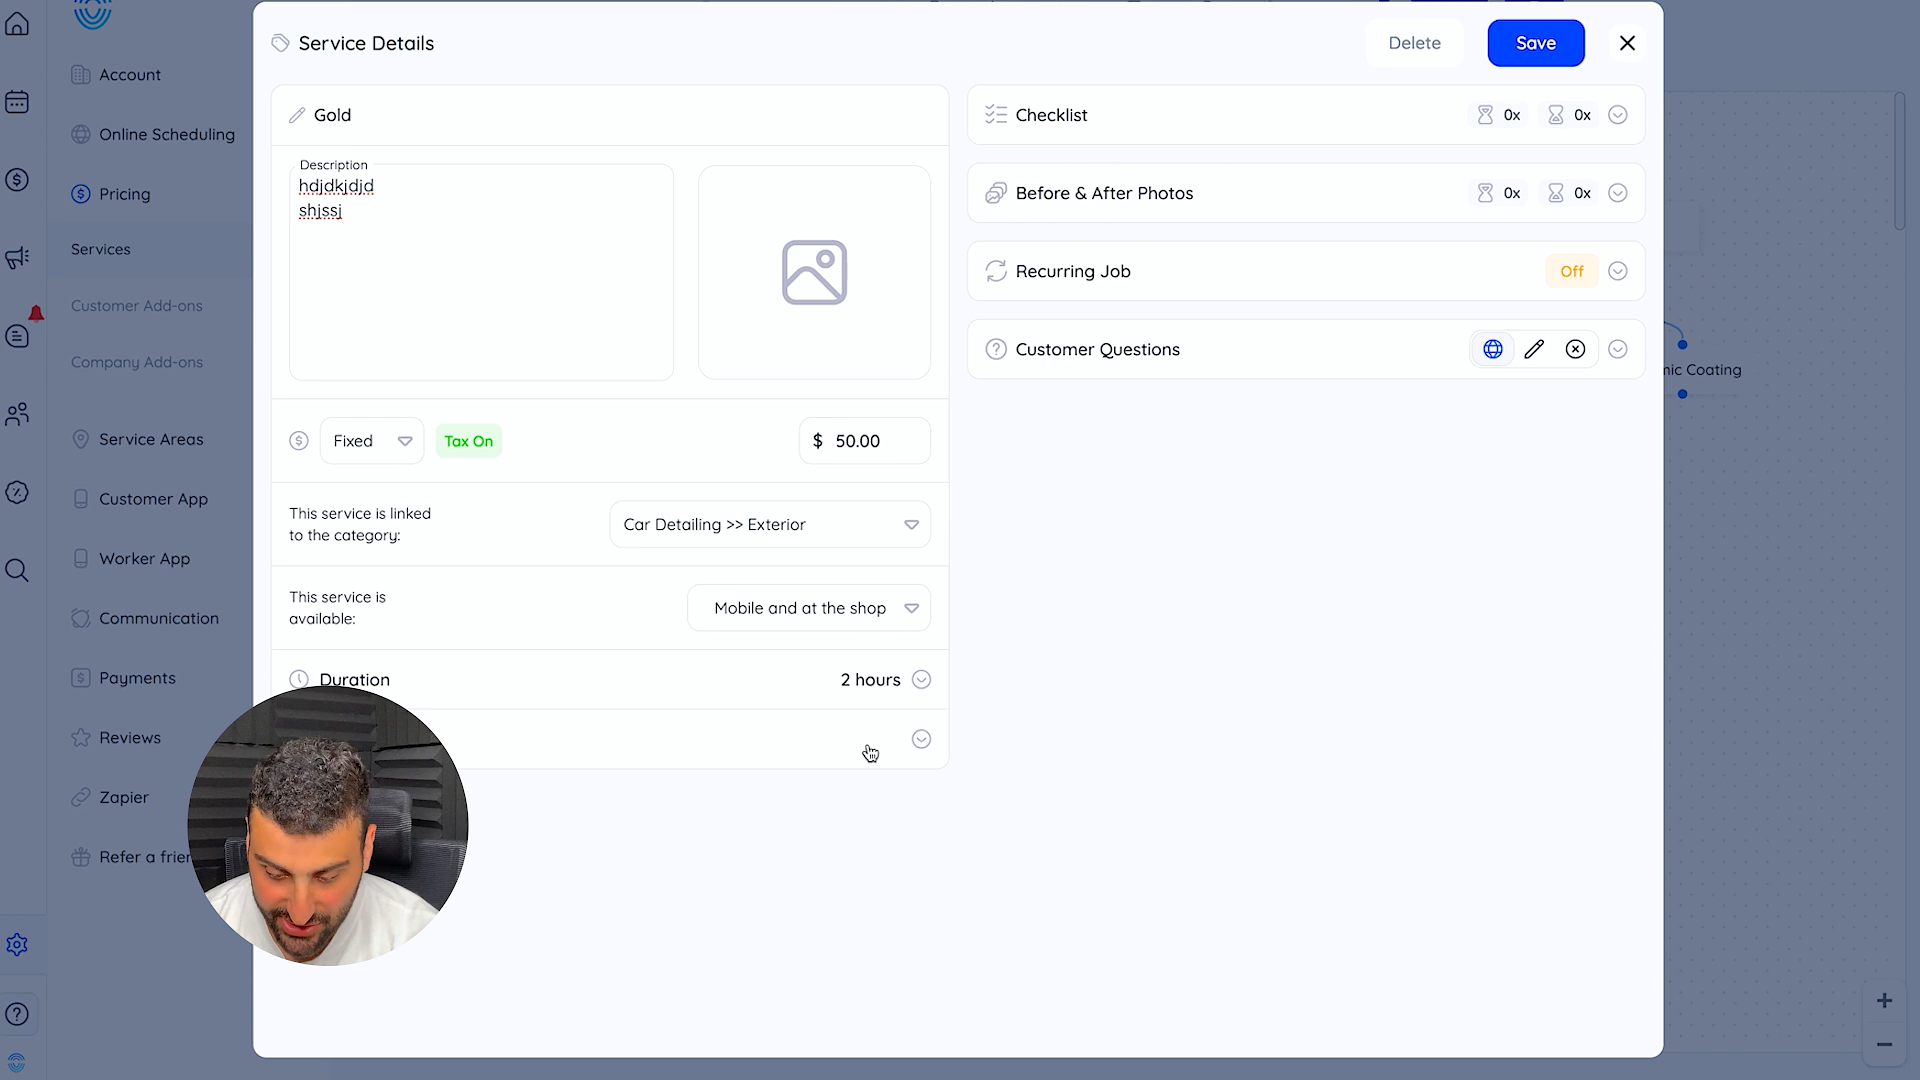 Service Details
Delete
Save
Account
Online Scheduling
Pricing
Services
Customer Add-ons
Company Add-ons
Service Areas
Customer App
Worker App
Communication
Payments
Reviews
Zapier
Refer a frien
Gold
Description
hdjdkjdjd
shjssj
Fixed
Tax On
$ 50.00
This service is linked
to the category:
Car Detailing >> Exterior
This service is
available:
Mobile and at the shop
Duration
2 hours
Checklist
0x
0x
Before & After Photos
0x
0x
Recurring Job
Off
Customer Questions
mic Coating